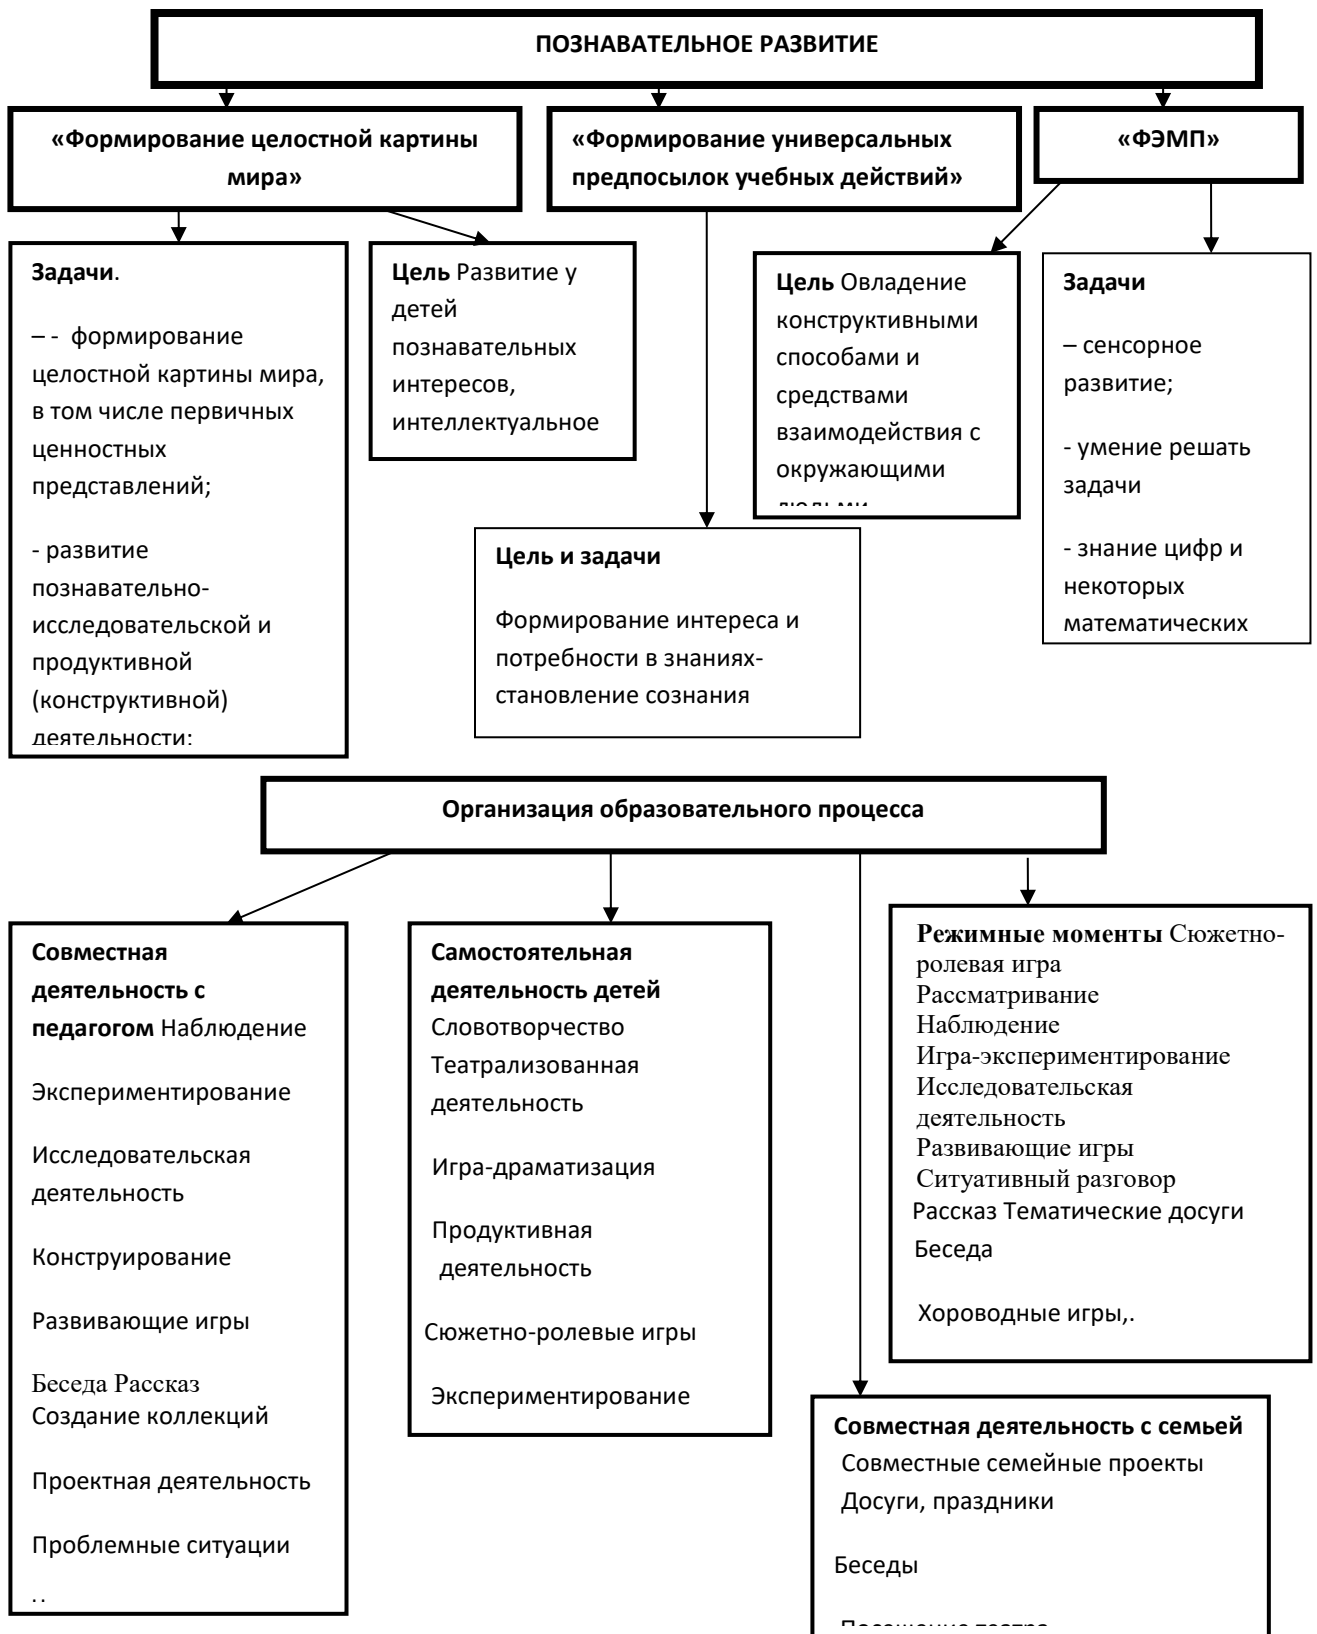 ПОЗНАВАТЕЛЬНОЕ РАЗВИТИЕ
«Формирование целостной картины
мира»
«Формирование универсальных
предпосылок учебных действий»
«ФЭМП»
Задачи.
– -  формирование
целостной картины мира,
в том числе первичных
ценностных
представлений;
- развитие
познавательно-
исследовательской и
продуктивной
(конструктивной)
деятельности;
Цель Развитие у
детей
познавательных
интересов,
интеллектуальное
Цель и задачи
Формирование интереса и
потребности в знаниях-
становление сознания
Цель Овладение
конструктивными
способами и
средствами
взаимодействия с
окружающими
людьми
Задачи
– сенсорное
развитие;
- умение решать
задачи
- знание цифр и
некоторых
математических
Организация образовательного процесса
Совместная
деятельность с
педагогом Наблюдение
Экспериментирование
Исследовательская
деятельность
Конструирование
Развивающие игры
Беседа Рассказ
Создание коллекций
Проектная деятельность
Проблемные ситуации
. .
Самостоятельная
деятельность детей
Словотворчество
Театрализованная
деятельность
Игра-драматизация
Продуктивная
деятельность
Сюжетно-ролевые игры
Экспериментирование
Режимные моменты Сюжетно-
ролевая игра
Рассматривание
Наблюдение
Игра-экспериментирование
Исследовательская
деятельность
Развивающие игры
Ситуативный разговор
Рассказ Тематические досуги
Беседа
Хороводные игры,.
Совместная деятельность с семьей
Совместные семейные проекты
Досуги, праздники
Беседы
Посещение театра